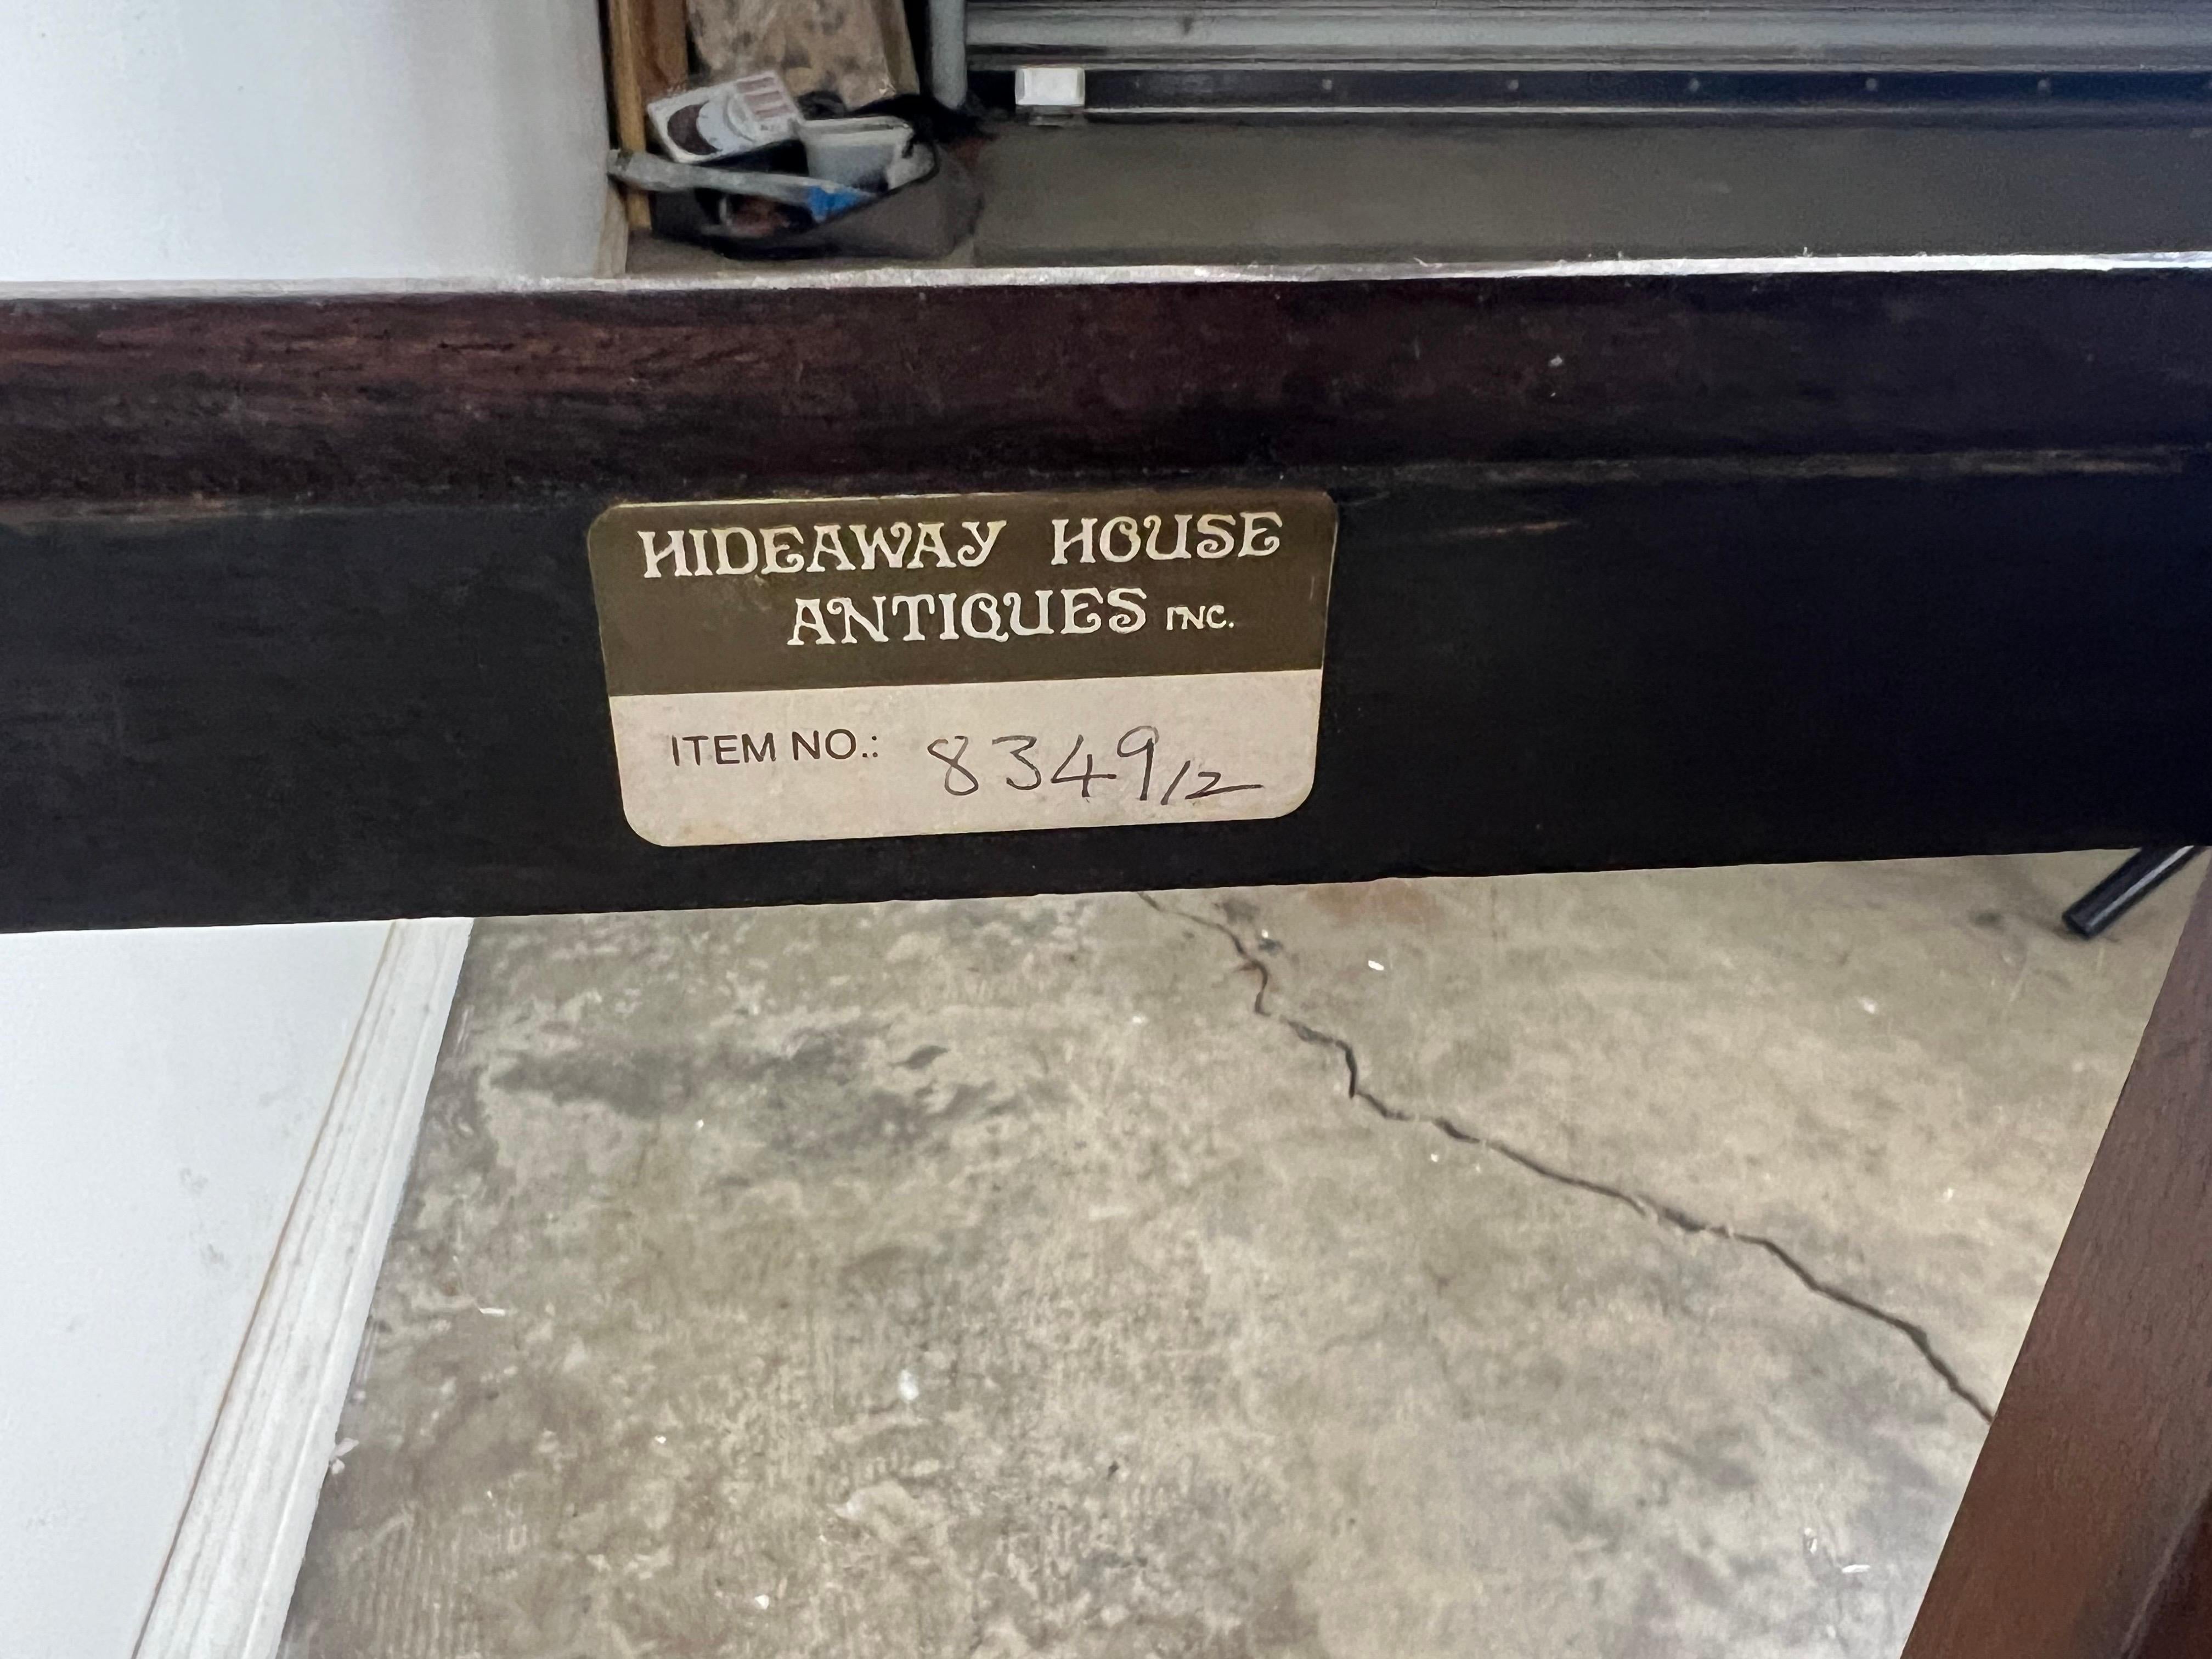 HIDEAWAY HOUSE
ANTIQUES INC.
ITEM NO.: 8349/2